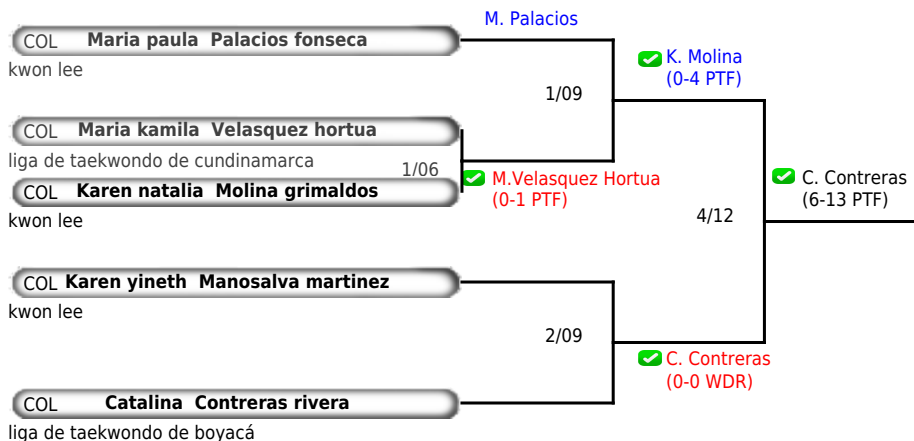 M. Palacios
COL Maria paula Palacios fonseca
kwon lee
K. Molina
(0-4 PTF)
1/09
COL Maria kamila Velasquez hortua
liga de taekwondo de cundinamarca
1/06
M.Velasquez Hortua
(0-1 PTF)
COL Karen natalia Molina grimaldos
kwon lee
C. Contreras
(6-13 PTF)
4/12
COL Karen yineth Manosalva martinez
kwon lee
2/09
C. Contreras
(0-0 WDR)
COL Catalina Contreras rivera
liga de taekwondo de boyacá